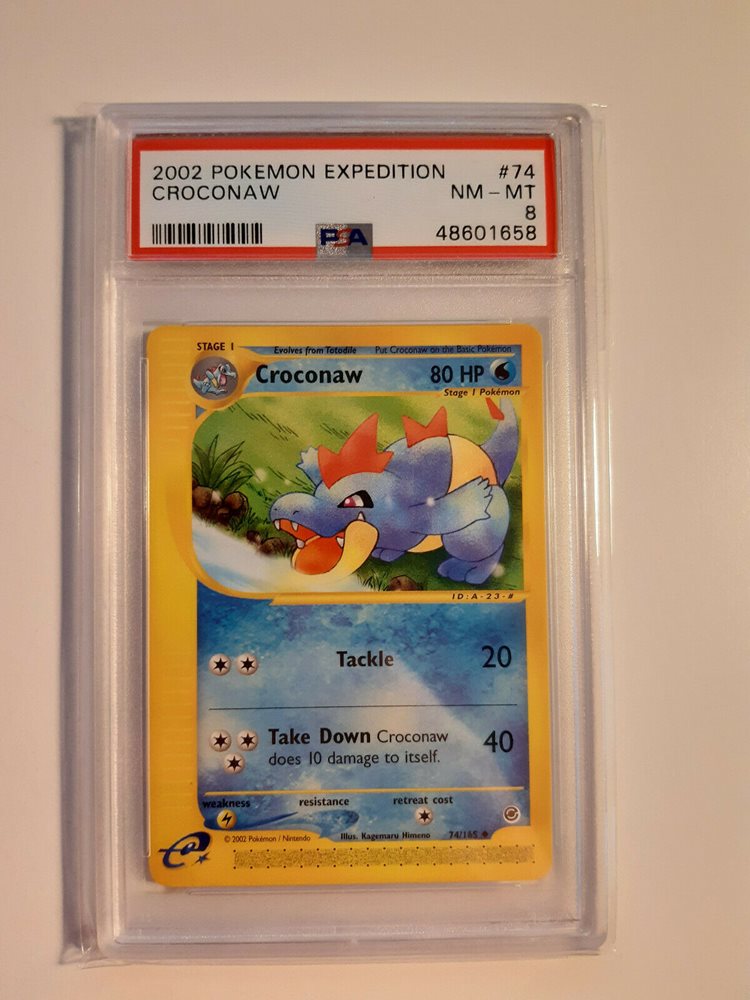 2002 POKEMON EXPEDITION #74
CROCONAW NM - MT
8
PSA 48601658
STAGE 1 Evolves from Totodile Put Croconaw on the Basic Pokémon
Croconaw 80 HP
Stage 1 Pokémon
ID:A-23-#
Tackle 20
Take Down Croconaw
does 10 damage to itself. 40
weakness resistance retreat cost
© 2002 Pokémon / Nintendo Illus. Kagemaru Himeno 74/165
e